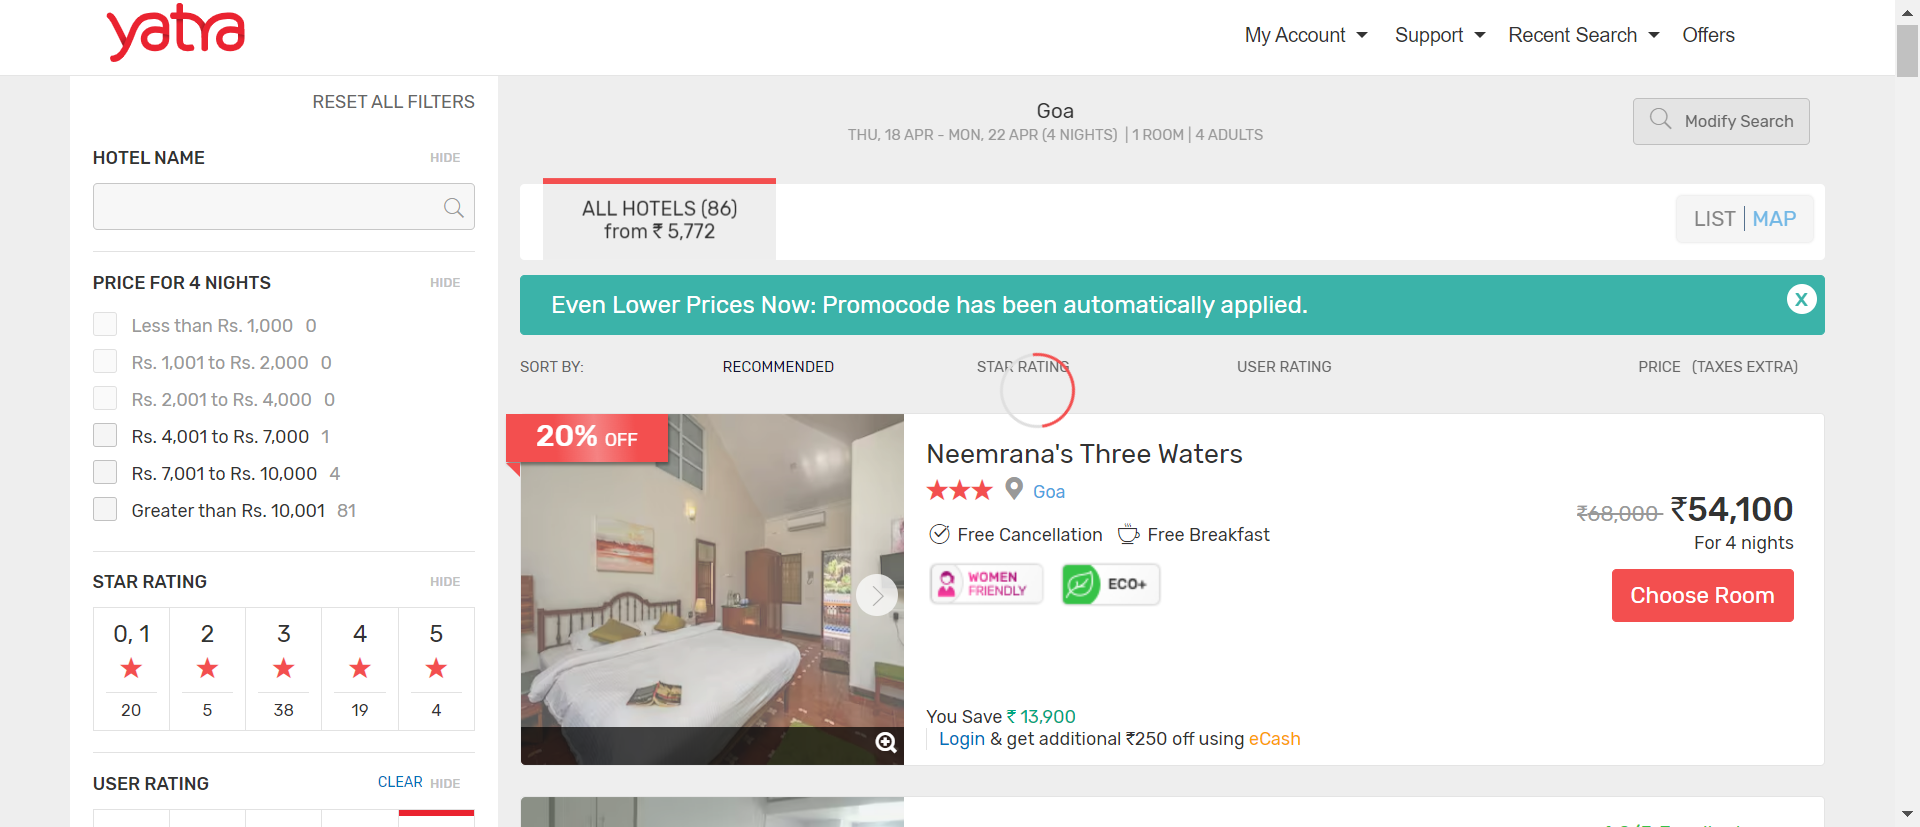 yatra
My Account
Support
Recent Search
Offers
RESET ALL FILTERS
HOTEL NAME
HIDE
PRICE FOR 4 NIGHTS
HIDE
Less than Rs. 1,000 0
Rs. 1,001 to Rs. 2,000 0
Rs. 2,001 to Rs. 4,000 0
Rs. 4,001 to Rs. 7,000 1
Rs. 7,001 to Rs. 10,000 4
Greater than Rs. 10,001 81
STAR RATING
HIDE
0, 1 2 3 4 5
20 5 38 19 4
USER RATING
CLEAR HIDE
Goa
THU, 18 APR - MON, 22 APR (4 NIGHTS) | 1 ROOM | 4 ADULTS
Modify Search
ALL HOTELS (86)
from ₹ 5,772
LIST | MAP
Even Lower Prices Now: Promocode has been automatically applied.
X
SORT BY: RECOMMENDED STAR RATING USER RATING PRICE (TAXES EXTRA)
20% OFF
Neemrana's Three Waters
Goa
Free Cancellation Free Breakfast
WOMEN
FRIENDLY
ECO+
₹68,000 ₹54,100
For 4 nights
Choose Room
You Save ₹ 13,900
Login & get additional ₹250 off using eCash